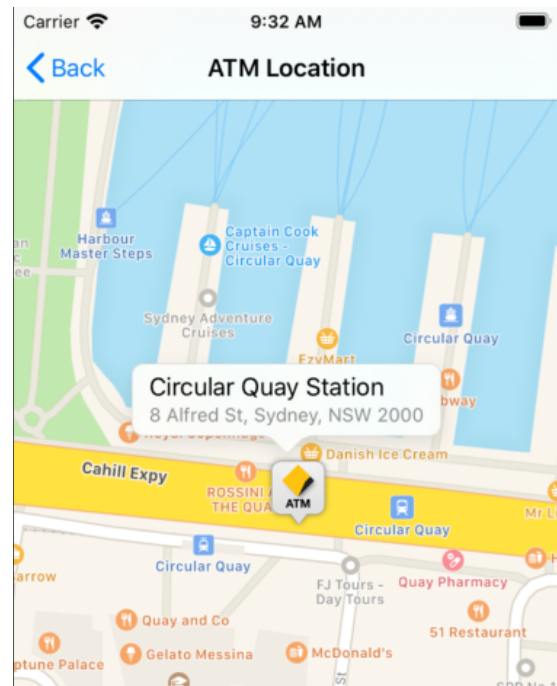 Carrier
9:32 AM
Back
ATM Location
Harbour
Master Steps
Captain Cook
Cruises -
Circular Quay
Sydney Adventure
Cruises
Circular Quay
EzyMart
Circular Quay Station
8 Alfred St, Sydney, NSW 2000
Danish Ice Cream
Cahill Expy
ROSSINI
THE QUA
ATM
Circular Quay
Mr L
Circular Quay
FJ Tours -
Day Tours
Quay Pharmacy
arrow
Quay and Co
51 Restaurant
ptune Palace
Gelato Messina
McDonald's
St